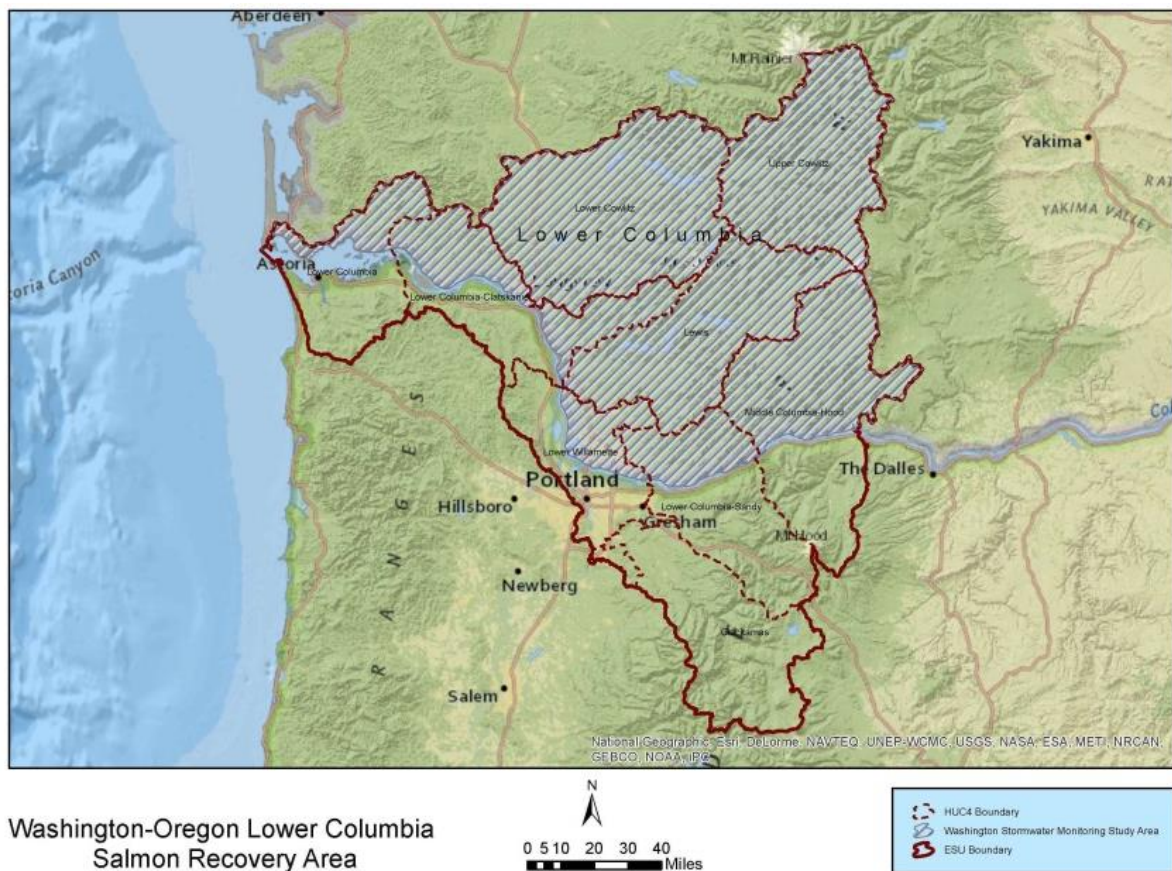 Aberdeen
Mt Rainier
Yakima
YAKIMA VALLEY
Upper Cowlitz
Lower Cowlitz
Lower Columbia
Astoria
Lower Columbia
Lower Columbia-Clatskanie
Lewis
Middle Columbia-Hood
The Dalles
Lower Willamette
Portland
Hillsboro
Lower Columbia-Sandy
Gresham
Mt Hood
Newberg
Clackamas
Salem
RANGES
National Geographic, Esri, DeLorme, NAVTEQ, UNEP-WCMC, USGS, NASA, ESA, METI, NRCAN,
GEBCO, NOAA, iPC
N
Washington-Oregon Lower Columbia
Salmon Recovery Area
0 5 10 20 30 40
Miles
HUC4 Boundary
Washington Stormwater Monitoring Study Area
ESU Boundary